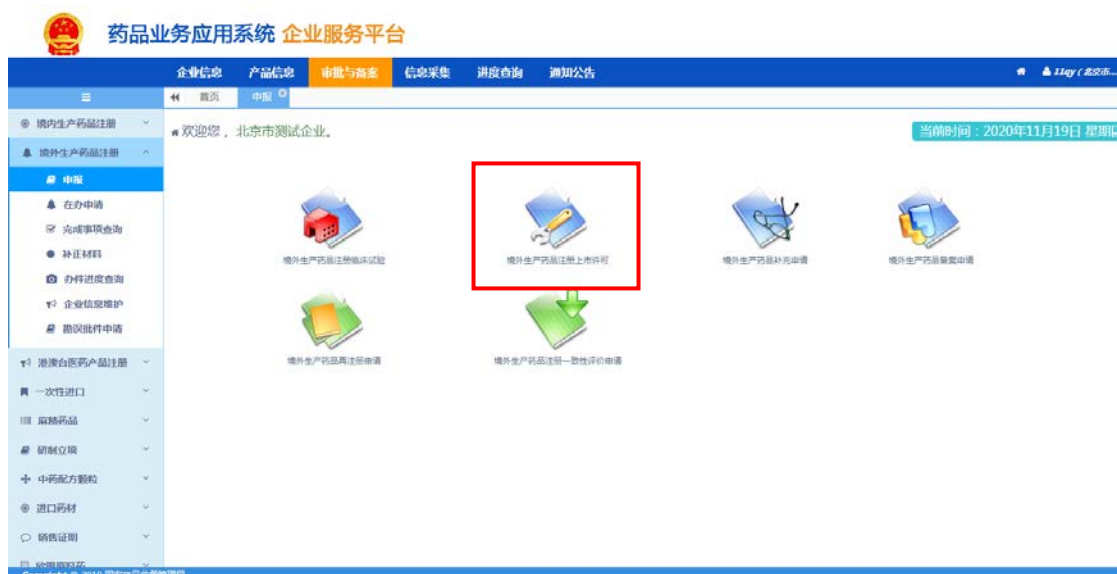 药品业务应用系统 企业服务平台
企业信息 产品信息 审批与备案 信息采集 进度查询 通知公告
首页 申报
境内生产药品注册
欢迎您，北京市测试企业。
当前时间：2020年11月19日 星期
境外生产药品注册
申报
在办申请
完成事项查询
补正材料
办件进度查询
企业信息维护
勘误批件申请
港澳台医药产品注册
一次性进口
麻精药品
研制立项
中药配方颗粒
进口药材
销售证明
境外生产药品注册临床试验
境外生产药品注册上市许可
境外生产药品补充申请
境外生产药品备案申请
境外生产药品再注册申请
境外生产药品注册一致性评价申请